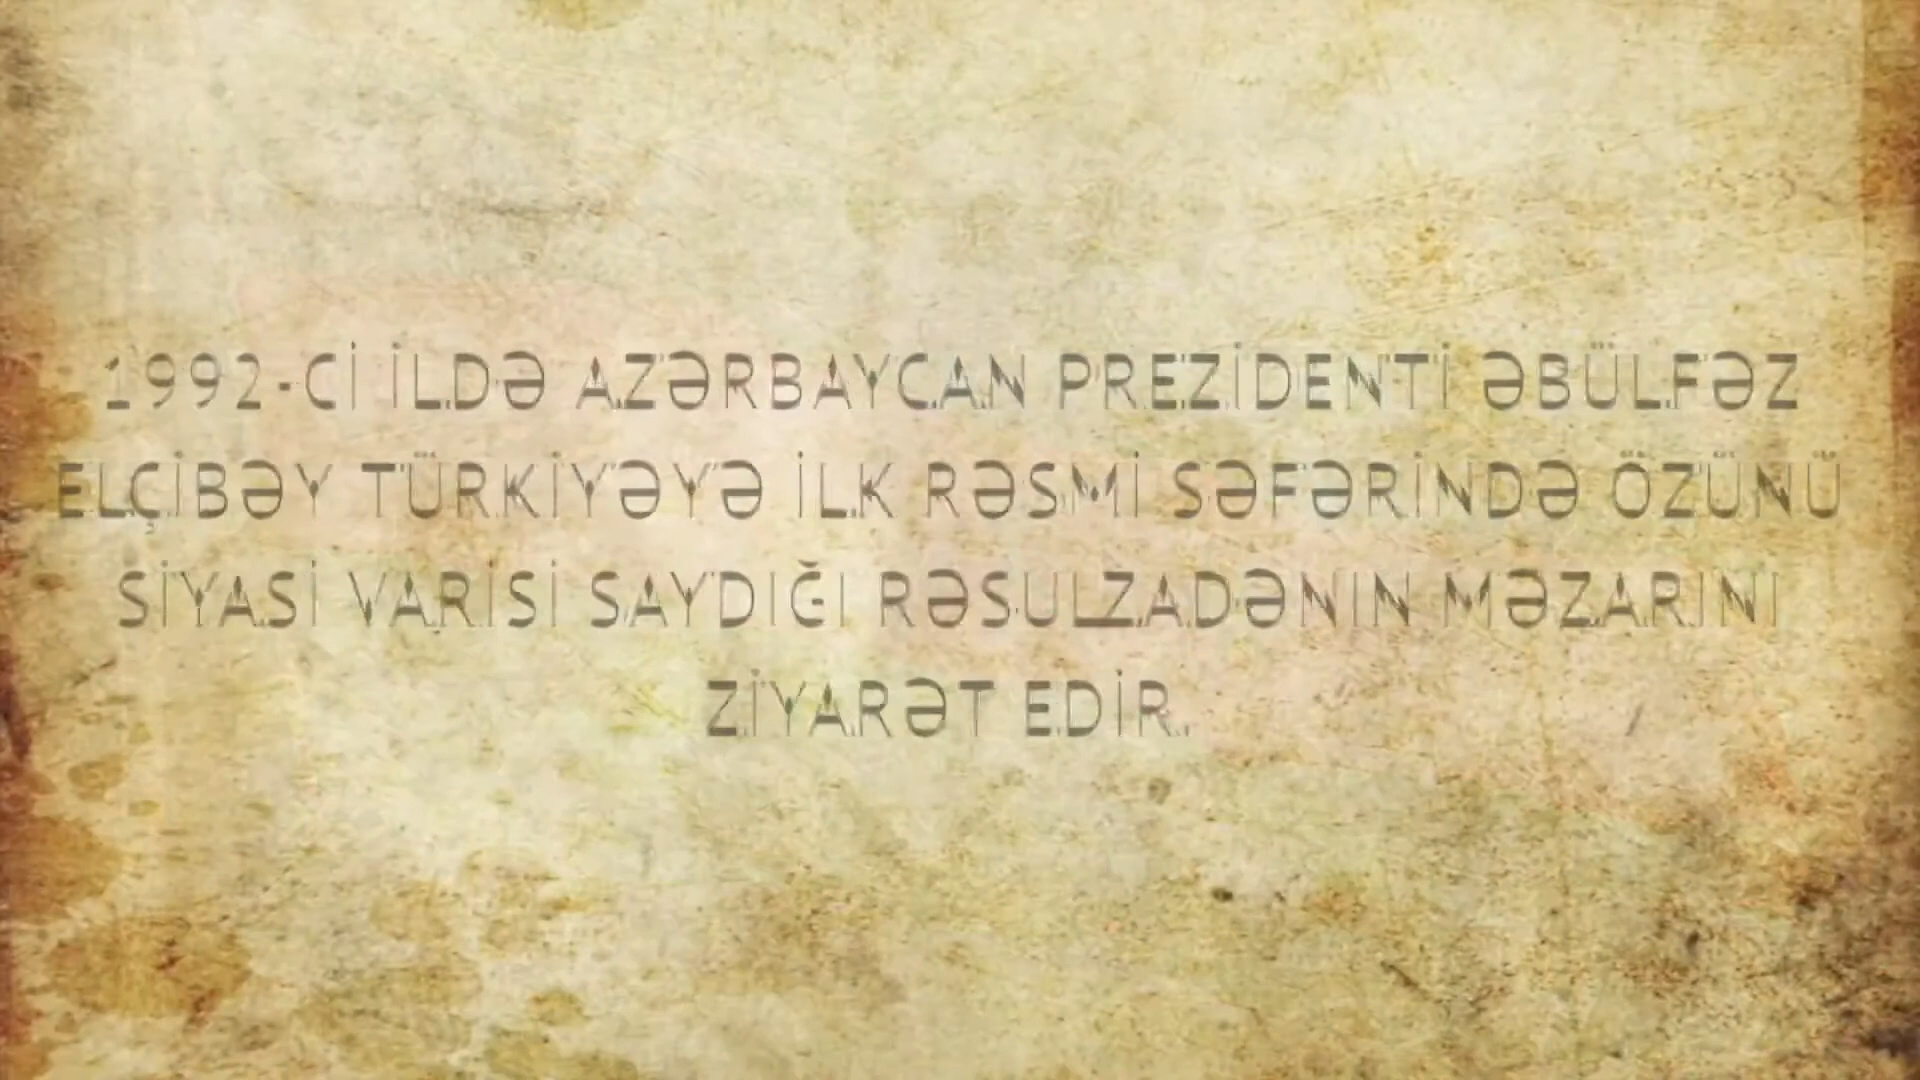 1992-Cİ İLDƏ AZƏRBAYCAN PREZİDENTİ ƏBÜLFƏZ
ELÇİBƏY TÜRKİYƏYƏ İLK RƏSMİ SƏFƏRİNDƏ ÖZÜNÜ
SİYASİ VARİSİ SAYDIĞI RƏSULZADƏNIN MƏZARINI
ZİYARƏT EDİR.